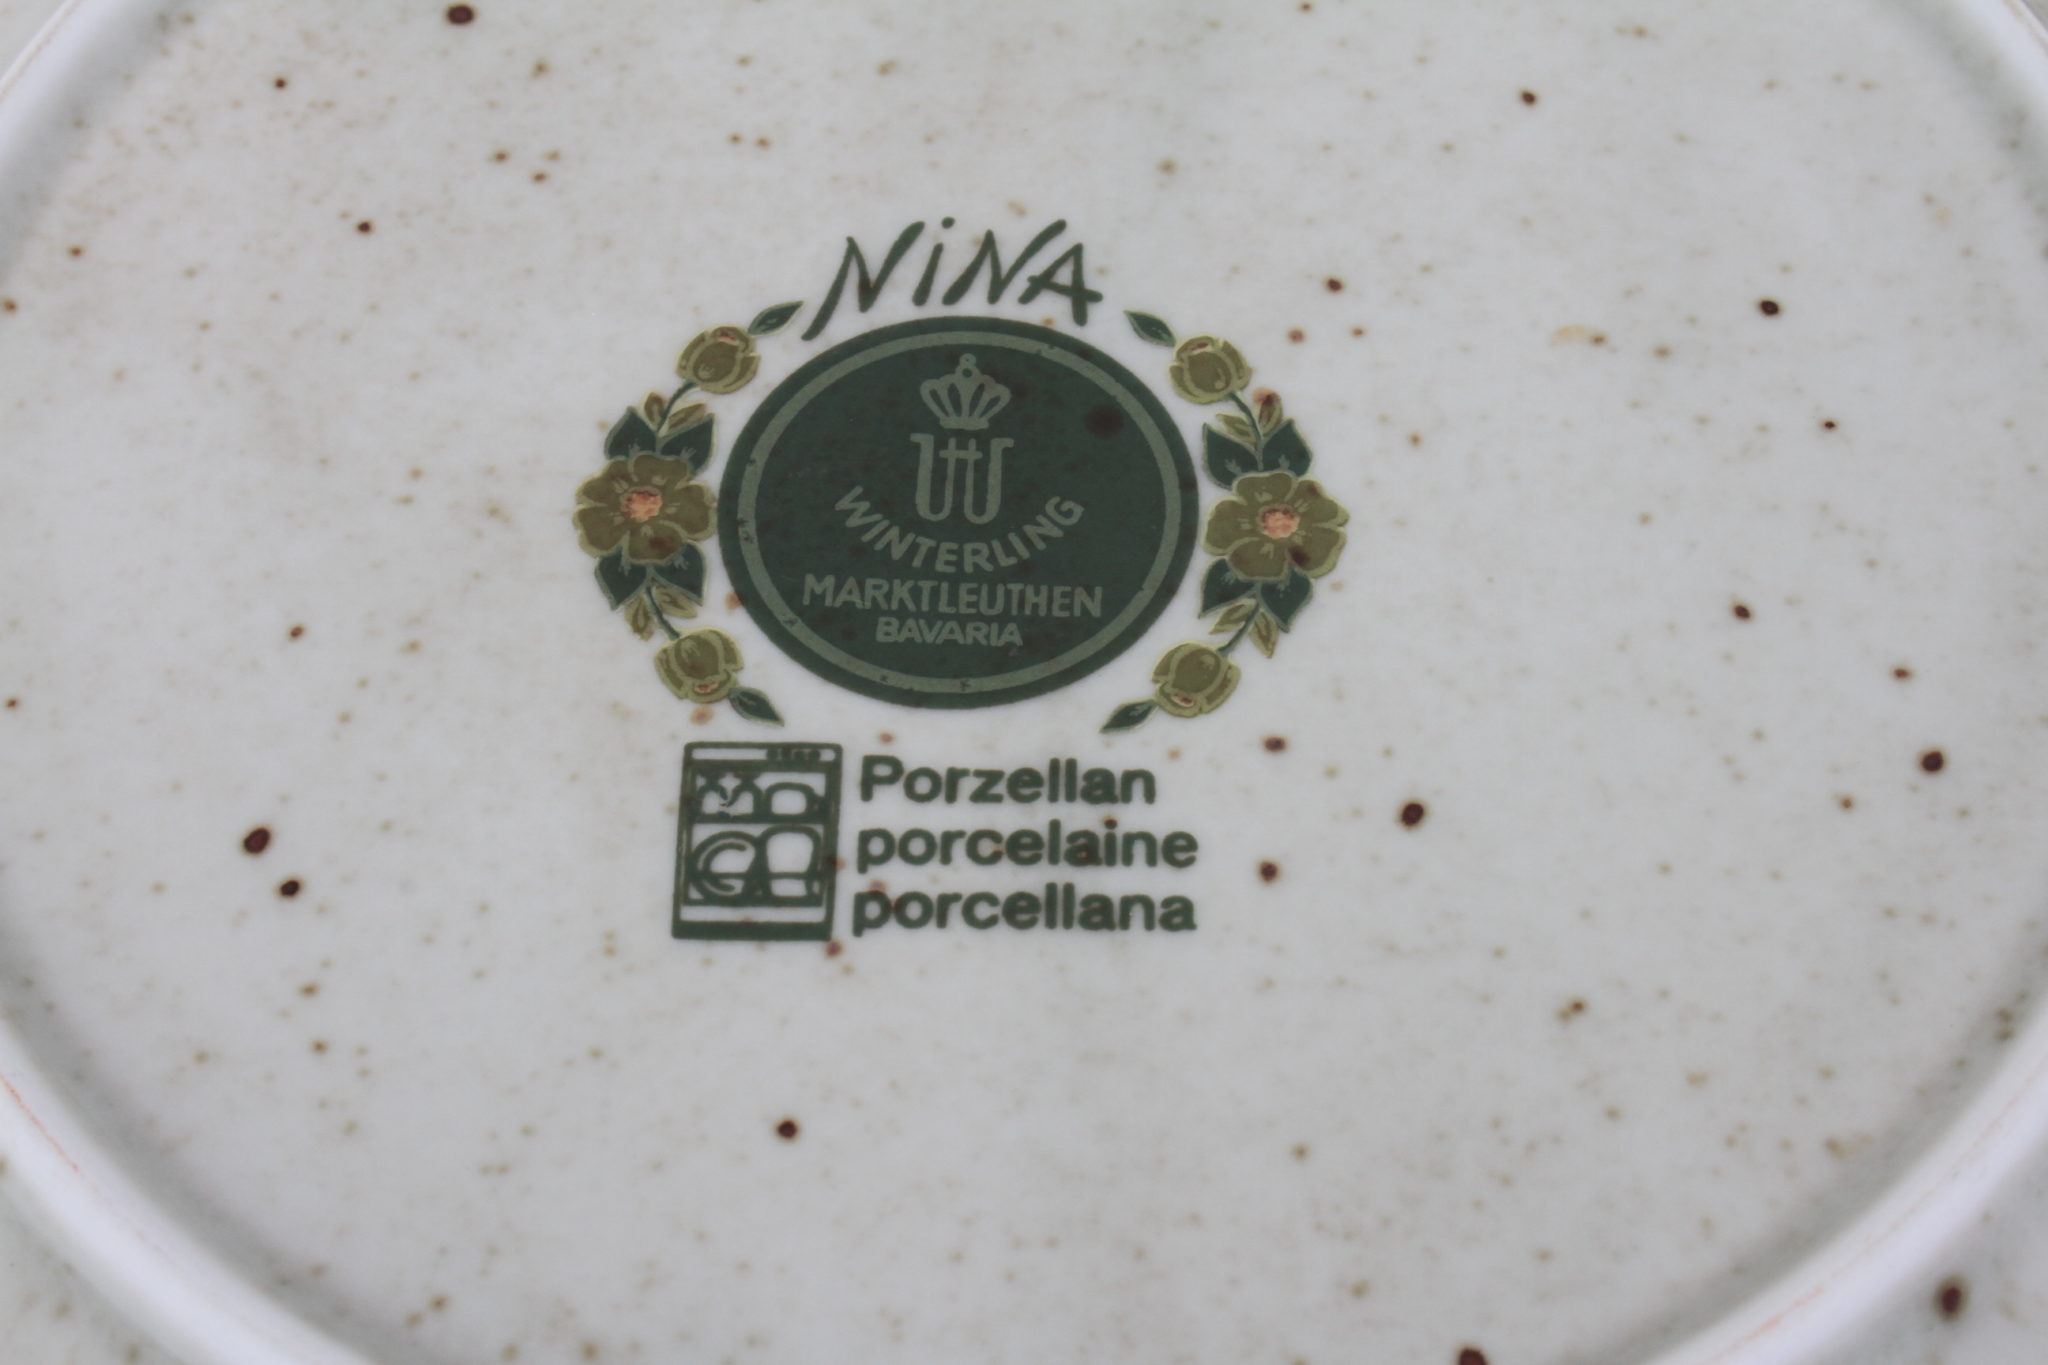 NiNA
WINTERLING
MARKTLEUTHEN
BAVARIA
Porzellan
porcelaine
porcellana